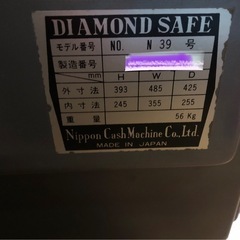 DIAMOND SAFE
モデル番号 NO. N 39 号
製造番号
mm H W D
外寸法 393 485 425
内寸法 245 355 255
重量 56 Kg
Nippon Cash Machine Co., Ltd.
MADE IN JAPAN